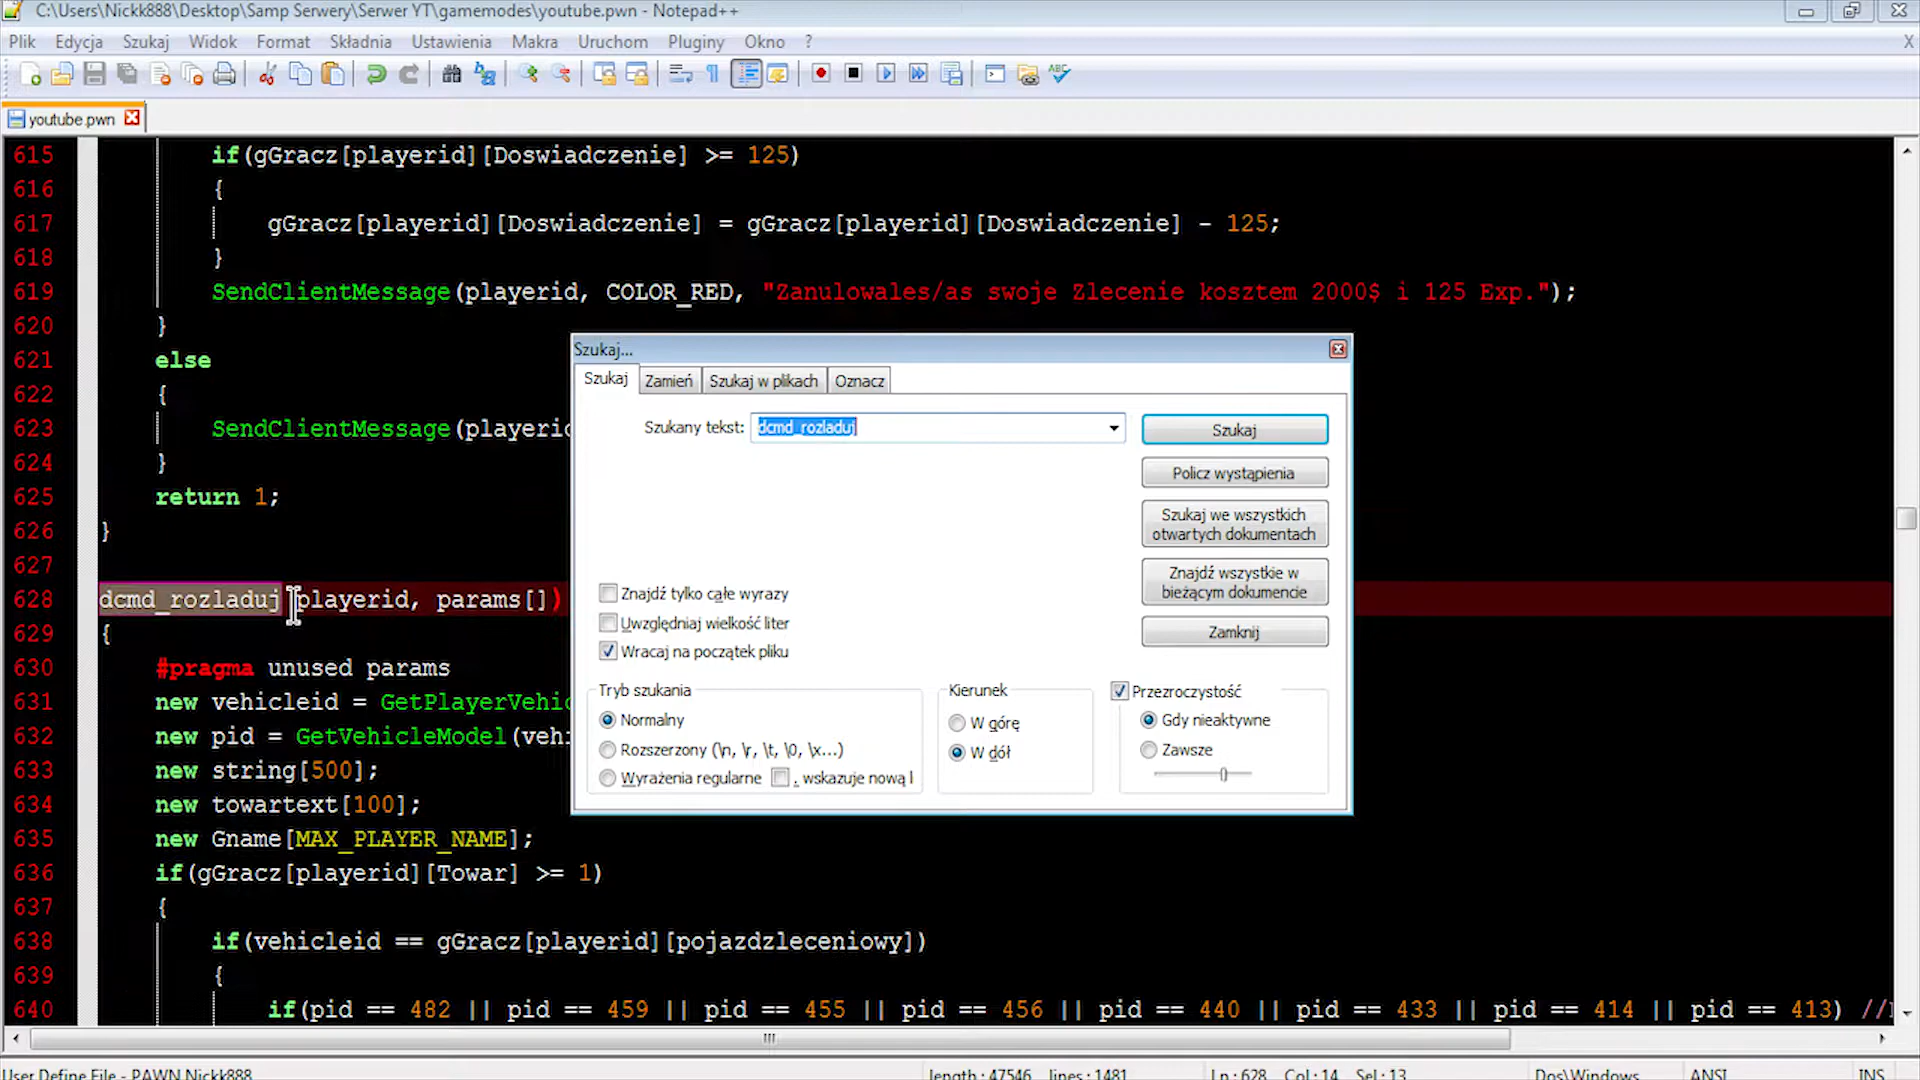 C:\Users\Nickk888\Desktop\Samp Serwery\Serwer YT\gamemodes\youtube.pwn - Notepad++
Plik Edycja Szukaj Widok Format Składnia Ustawienia Makra Uruchom Pluginy Okno ? X
youtube.pwn
615 if(gGracz[playerid][Doswiadczenie] >= 125)
616 {
617 gGracz[playerid][Doswiadczenie] = gGracz[playerid][Doswiadczenie] - 125;
618 }
619 SendClientMessage(playerid, COLOR_RED, "Zanulowales/as swoje Zlecenie kosztem 2000$ i 125 Exp.");
620 }
621 else
622 {
623 SendClientMessage(playerid
624 }
625 return 1;
626 }
627
628 dcmd_rozladuj(playerid, params[])
629 {
630 #pragma unused params
631 new vehicleid = GetPlayerVehic
632 new pid = GetVehicleModel(vehi
633 new string[500];
634 new towartext[100];
635 new Gname[MAX_PLAYER_NAME];
636 if(gGracz[playerid][Towar] >= 1)
637 {
638 if(vehicleid == gGracz[playerid][pojazdzleceniowy])
639 {
640 if(pid == 482 || pid == 459 || pid == 455 || pid == 456 || pid == 440 || pid == 433 || pid == 414 || pid == 413) //
Szukaj...
Szukaj Zamień Szukaj w plikach Oznacz
Szukany tekst: dcmd_rozladuj
Szukaj
Policz wystąpienia
Szukaj we wszystkich
otwartych dokumentach
Znajdź wszystkie w
bieżącym dokumencie
Zamknij
Znajdź tylko całe wyrazy
Uwzględniaj wielkość liter
Wracaj na początek pliku
Tryb szukania
Normalny
Rozszerzony (\n, \r, \t, \0, \x...)
Wyrażenia regularne . wskazuje nową l
Kierunek
W górę
W dół
Przezroczystość
Gdy nieaktywne
Zawsze
User Define File - PAWN Nickk888 length : 47546 lines : 1481 Ln : 628 Col : 14 Sel : 13 Dos\Windows ANSI INS